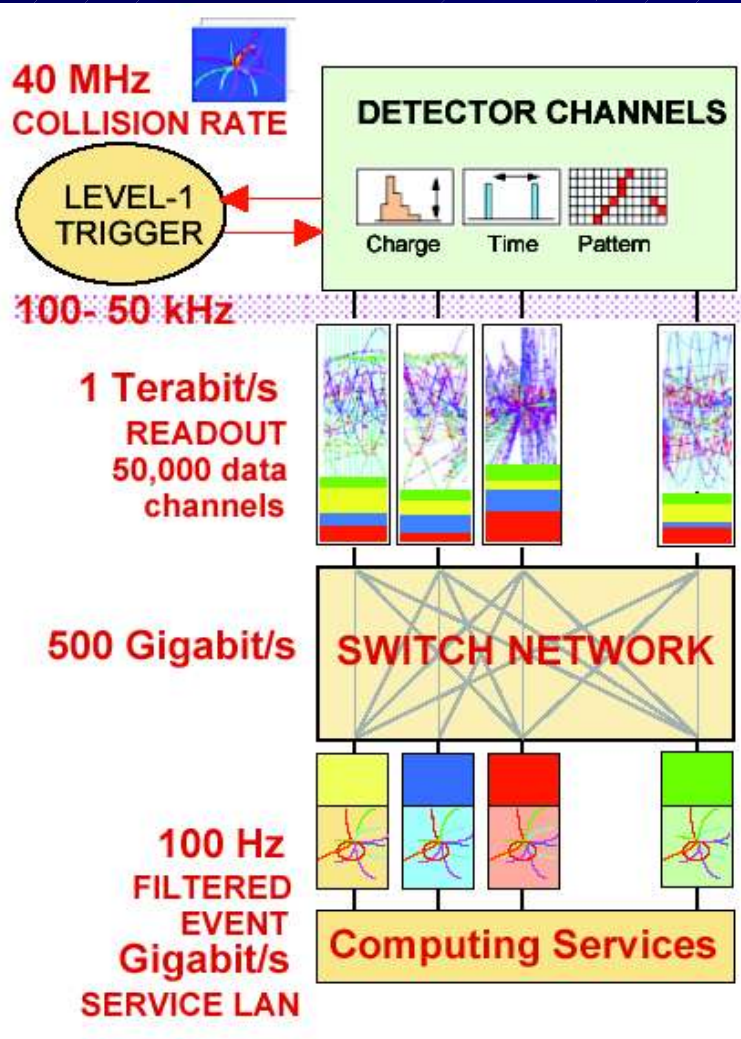 40 MHz
COLLISION RATE
DETECTOR CHANNELS
LEVEL-1
TRIGGER
Charge
Time
Pattern
100- 50 kHz
1 Terabit/s
READOUT
50,000 data
channels
500 Gigabit/s
SWITCH NETWORK
100 Hz
FILTERED
EVENT
Gigabit/s
SERVICE LAN
Computing Services